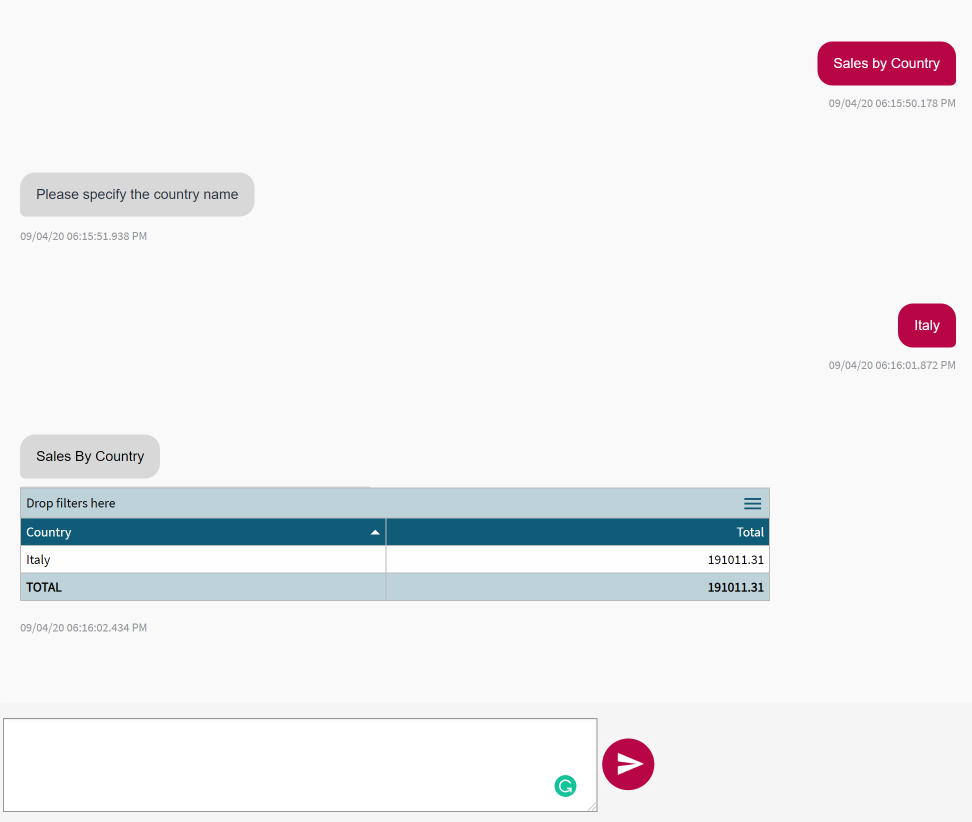 Sales by Country
09/04/20 06:15:50.178 PM
Please specify the country name
09/04/20 06:15:51.938 PM
Italy
09/04/20 06:16:01.872 PM
Sales By Country
Drop filters here
Country Total
Italy 191011.31
TOTAL 191011.31
09/04/20 06:16:02.434 PM